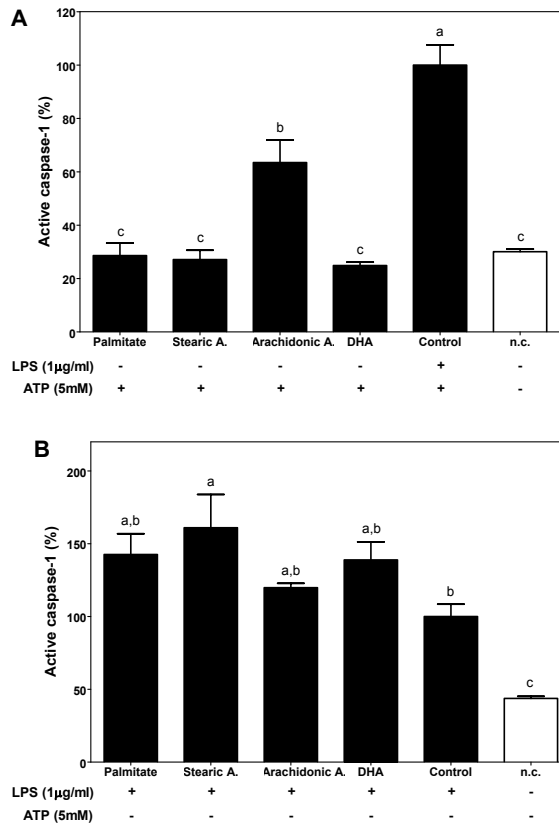 A
120
100
80
60
40
20
0
Active caspase-1 (%)
c
c
b
c
a
c
Palmitate Stearic A. Arachidonic A. DHA Control n.c.
LPS (1µg/ml) - - - - + -
ATP (5mM) + + + + + -
B
200
150
100
50
0
Active caspase-1 (%)
a,b
a
a,b
a,b
b
c
Palmitate Stearic A. Arachidonic A. DHA Control n.c.
LPS (1µg/ml) + + + + + -
ATP (5mM) - - - - - -